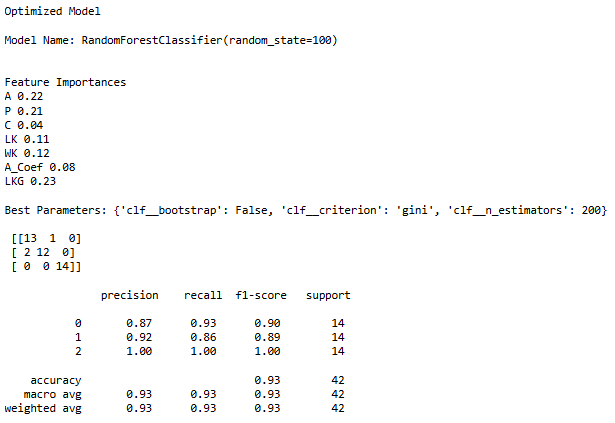 Optimized Model
Model Name: RandomForestClassifier(random_state=100)
Feature Importances
A 0.22
P 0.21
C 0.04
LK 0.11
WK 0.12
A_Coef 0.08
LKG 0.23
Best Parameters: {'clf__bootstrap': False, 'clf__criterion': 'gini', 'clf__n_estimators': 200}
[[13  1  0]
[ 2 12  0]
[ 0  0 14]]
precision    recall  f1-score   support
0       0.87      0.93      0.90        14
1       0.92      0.86      0.89        14
2       1.00      1.00      1.00        14
accuracy                           0.93        42
macro avg       0.93      0.93      0.93        42
weighted avg       0.93      0.93      0.93        42